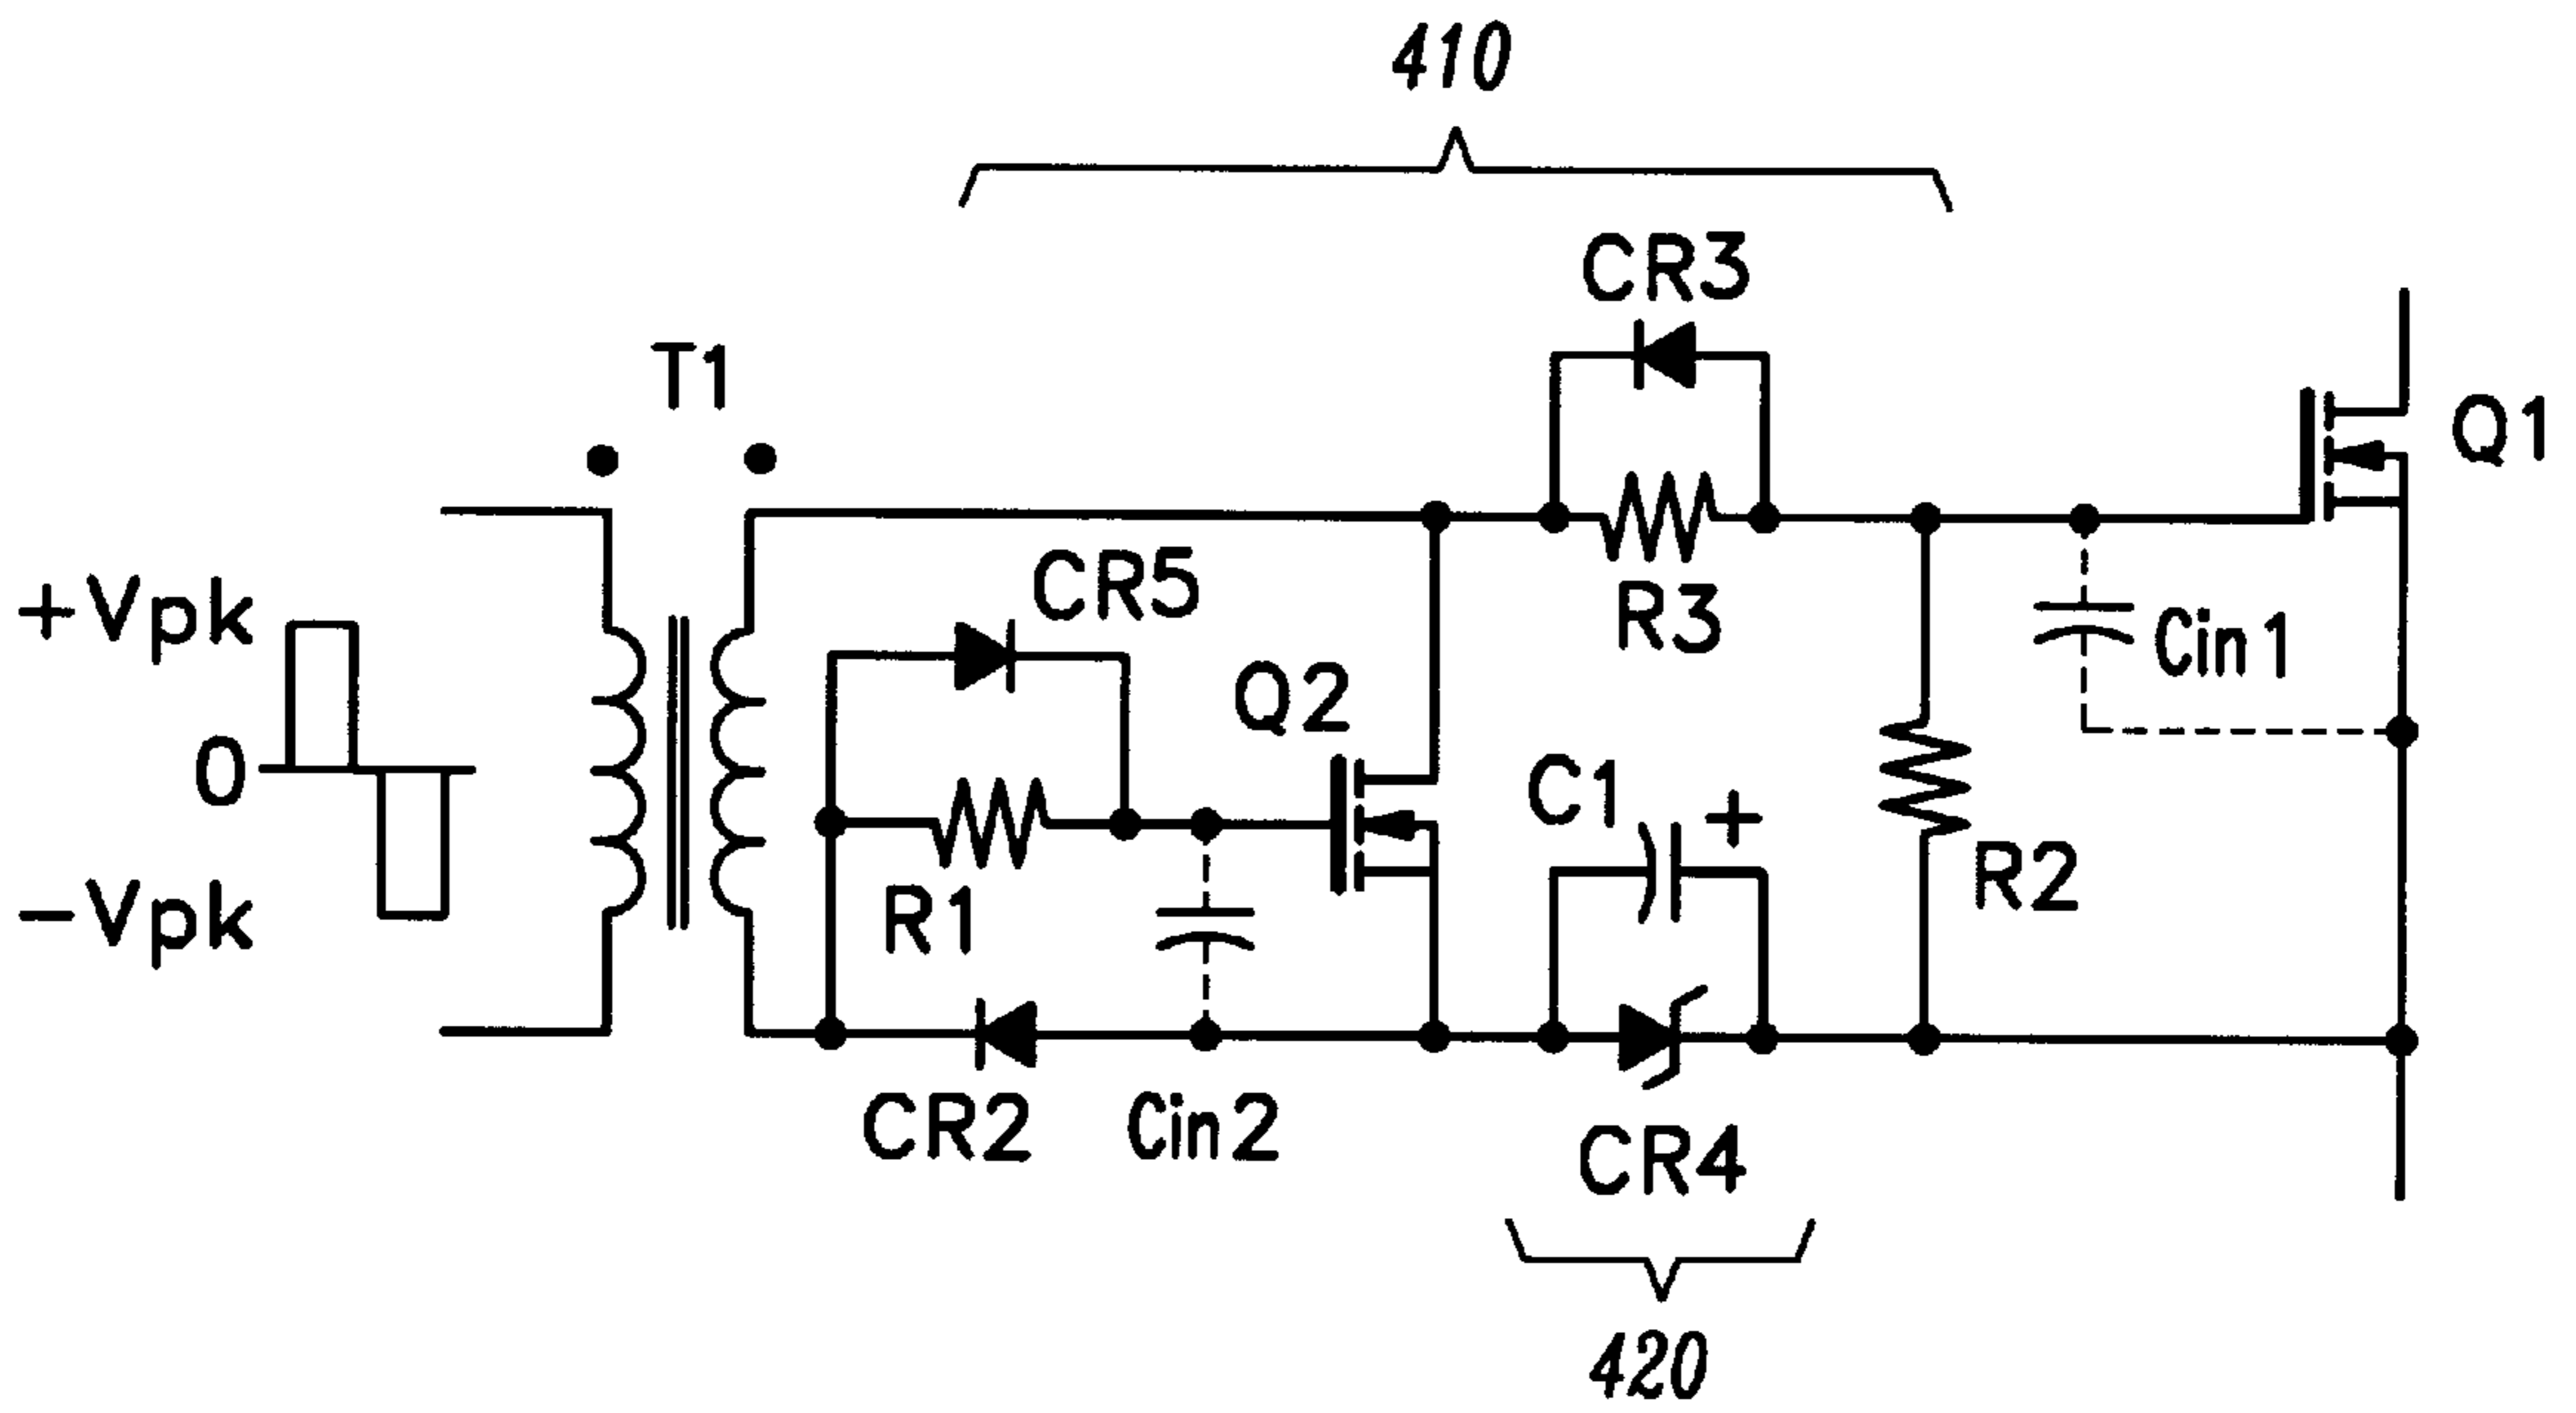 410
CR3
T1
Q1
CR5
+Vpk
R3
Cin1
Q2
0
C1
+
R2
R1
-Vpk
CR2
Cin2
CR4
420